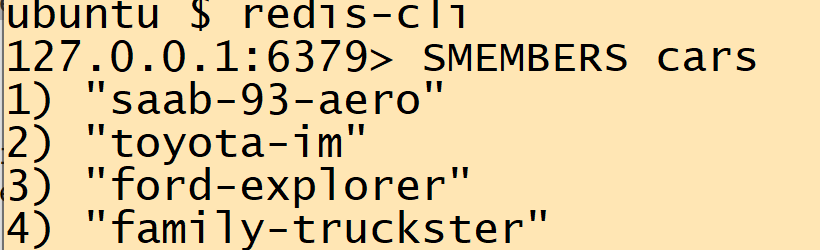 ubuntu $ redis-cli
127.0.0.1:6379> SMEMBERS cars
1) "saab-93-aero"
2) "toyota-im"
3) "ford-explorer"
4) "family-truckster"